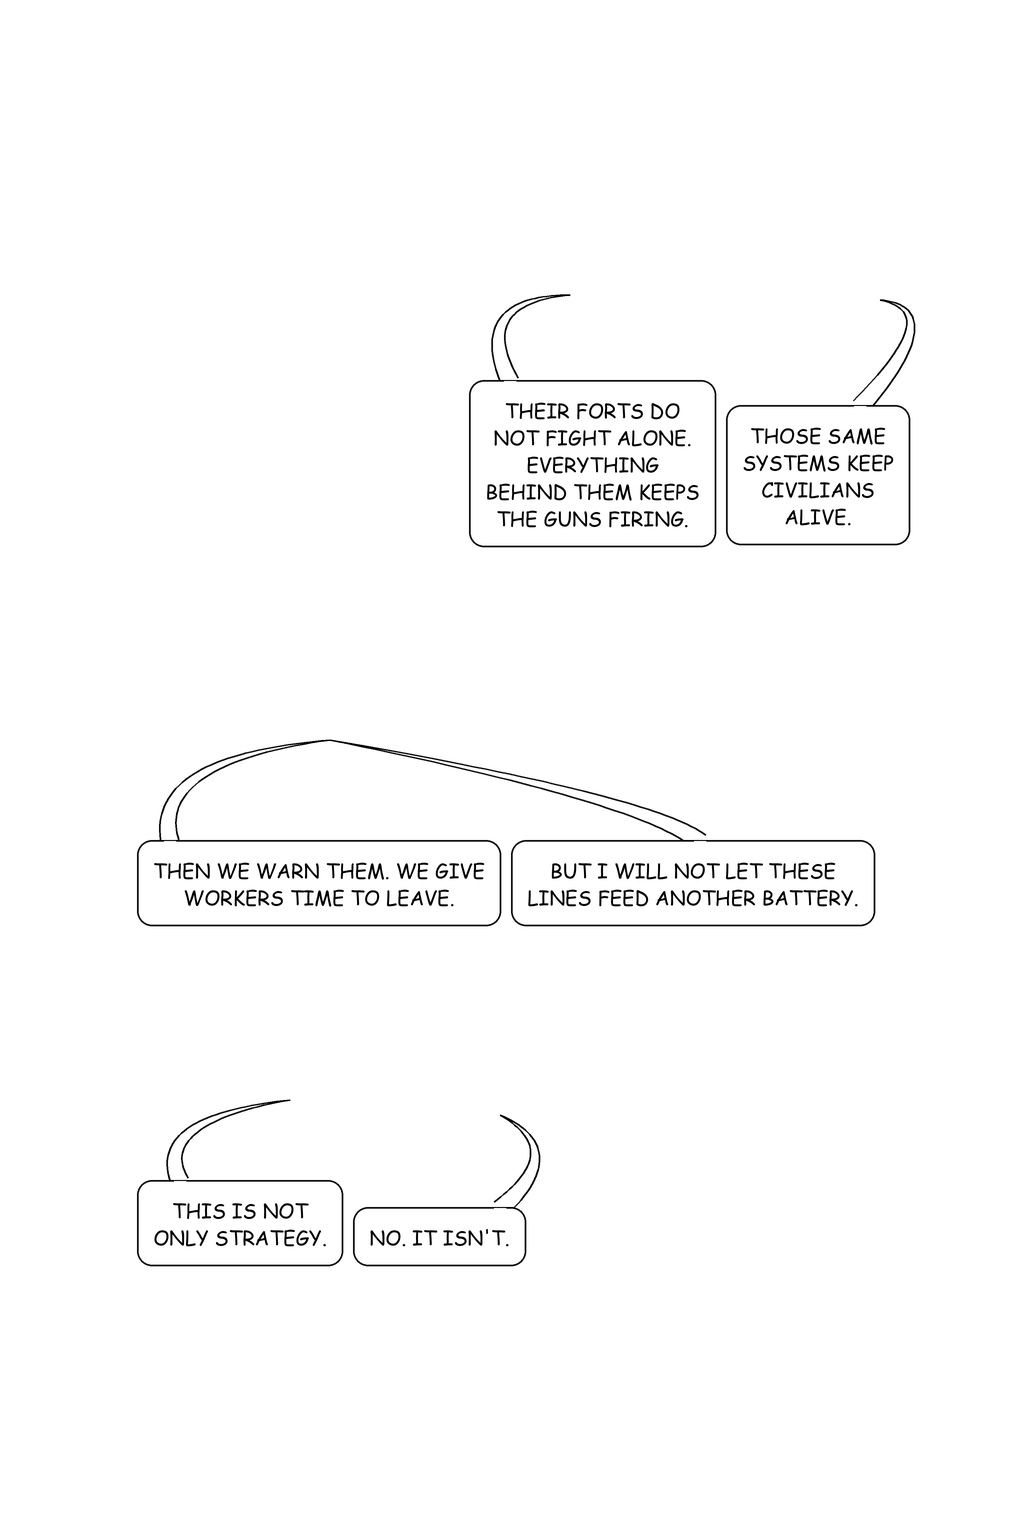 THEIR FORTS DO
NOT FIGHT ALONE.
EVERYTHING
BEHIND THEM KEEPS
THE GUNS FIRING.
THOSE SAME
SYSTEMS KEEP
CIVILIANS
ALIVE.
THEN WE WARN THEM. WE GIVE
WORKERS TIME TO LEAVE.
BUT I WILL NOT LET THESE
LINES FEED ANOTHER BATTERY.
THIS IS NOT
ONLY STRATEGY.
NO. IT ISN'T.